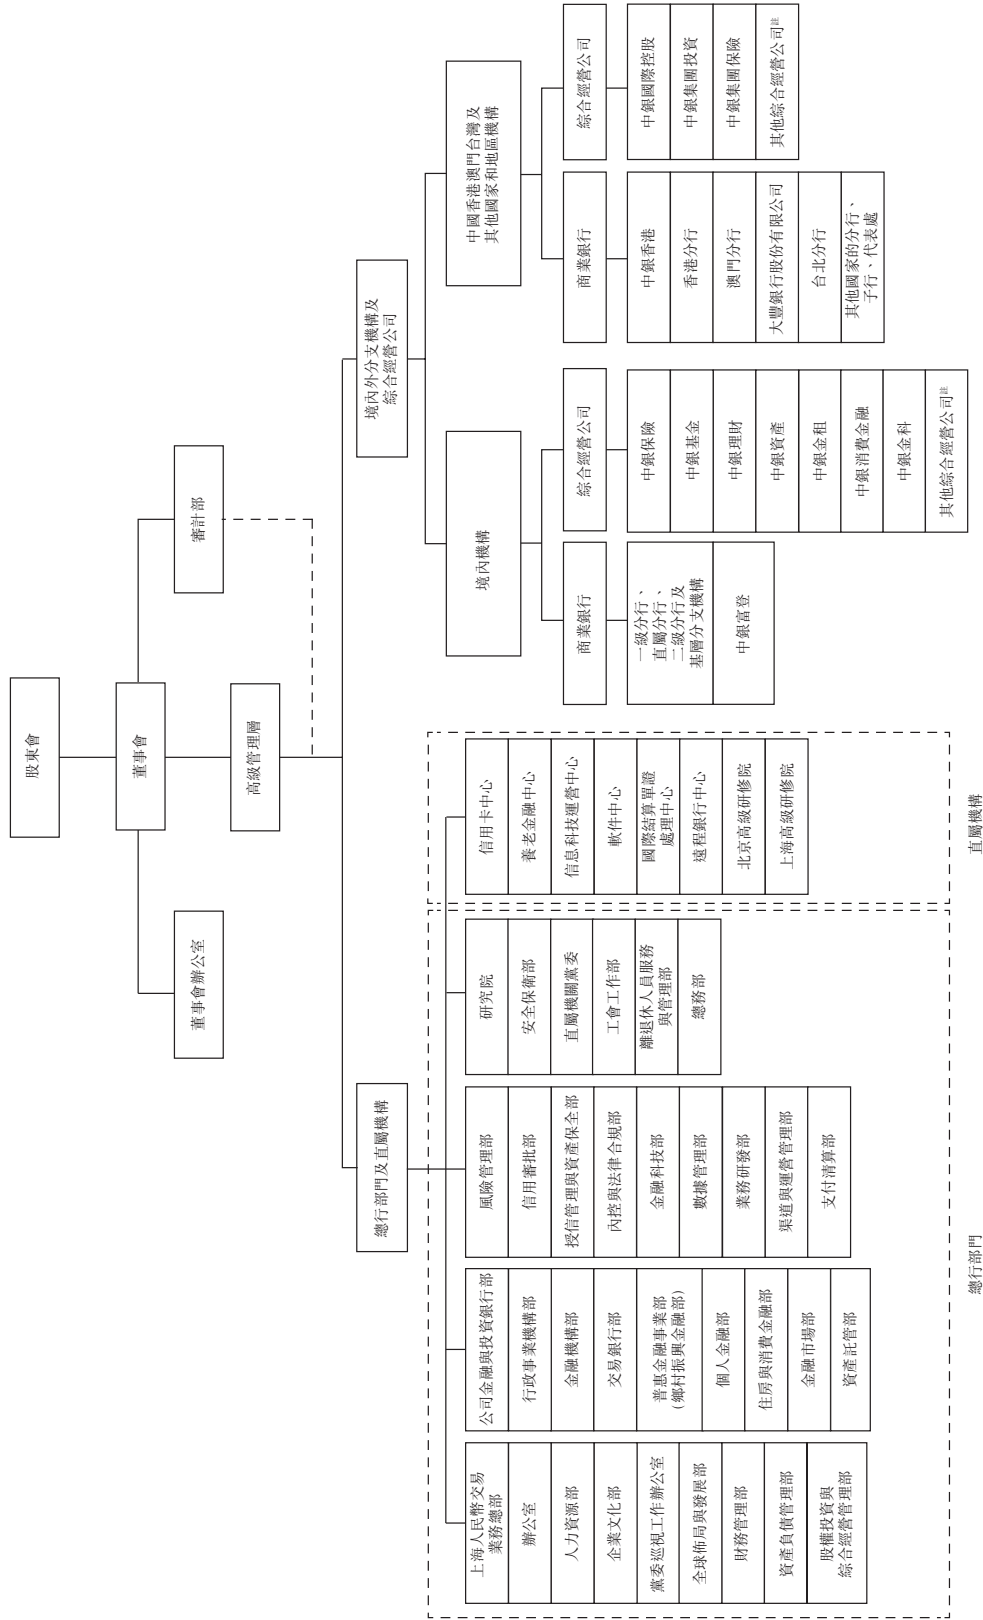 股東會
董事會辦公室
董事會
審計部
高級管理層
總行部門及直屬機構
境內外分支機構及
綜合經營公司
境內機構
中國香港澳門台灣及
其他國家和地區機構
上海人民幣交易
業務總部
辦公室
人力資源部
企業文化部
黨委巡視工作辦公室
全球佈局與發展部
財務管理部
資產負債管理部
股權投資與
綜合經營管理部
公司金融與投資銀行部
行政事業機構部
金融機構部
交易銀行部
普惠金融事業部
(鄉村振興金融部)
個人金融部
住房與消費金融部
金融市場部
資產託管部
風險管理部
信用審批部
授信管理與資產保全部
內控與法律合規部
金融科技部
數據管理部
業務研發部
渠道與運營管理部
支付清算部
研究院
安全保衛部
直屬機關黨委
工會工作部
離退休人員服務
與管理部
總務部
信用卡中心
養老金融中心
信息科技運營中心
軟件中心
國際結算單證
處理中心
遠程銀行中心
北京高級研修院
上海高級研修院
商業銀行
一級分行、
直屬分行、
二級分行及
基層分支機構
中銀富登
綜合經營公司
中銀保險
中銀基金
中銀理財
中銀資產
中銀金租
中銀消費金融
中銀金科
其他綜合經營公司註
商業銀行
中銀香港
香港分行
澳門分行
大豐銀行股份有限公司
台北分行
其他國家的分行、
子行、代表處
綜合經營公司
中銀國際控股
中銀集團投資
中銀集團保險
其他綜合經營公司註
總行部門
直屬機構